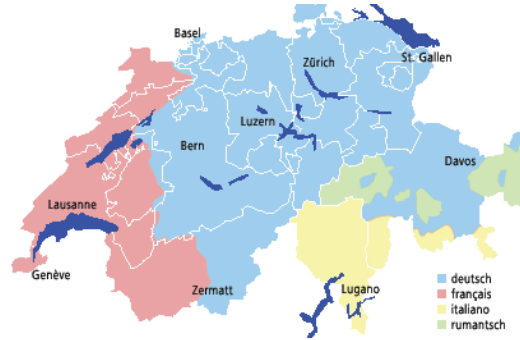 Basel
St. Gallen
Zürich
Luzern
Bern
Davos
Lausanne
Genève
Zermatt
Lugano
deutsch
français
italiano
rumantsch